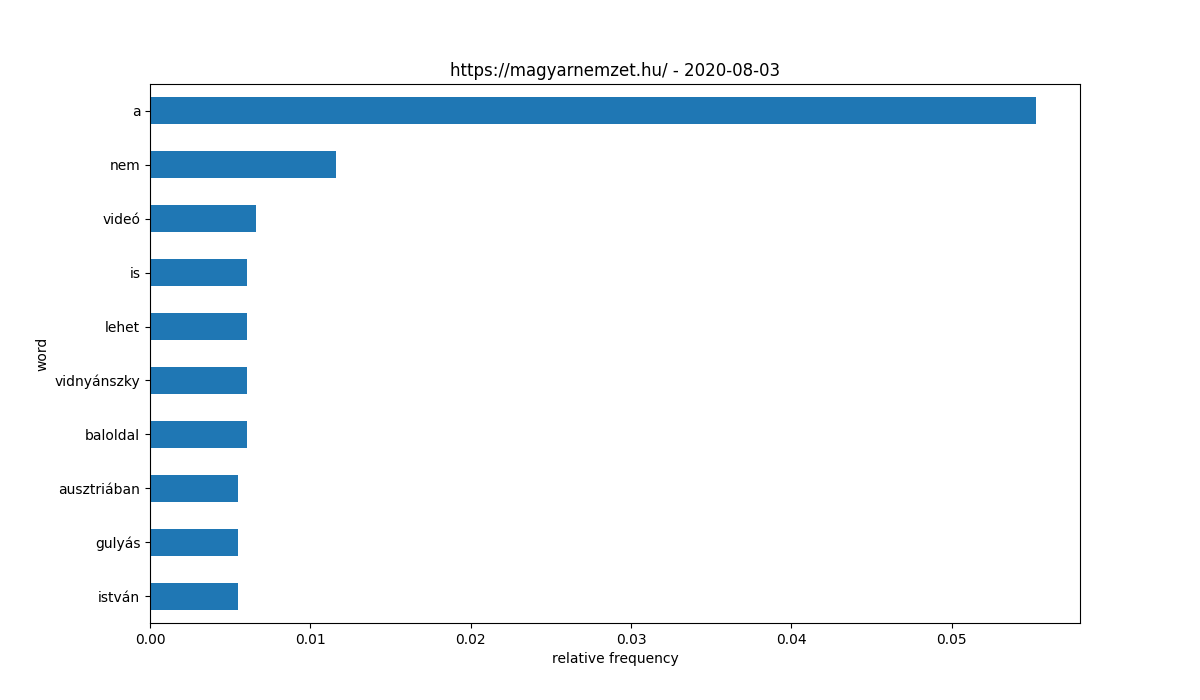 https://magyarnemzet.hu/ - 2020-08-03
a
nem
videó
is
lehet
vidnyánszky
baloldal
ausztriában
gulyás
istván
word
0.00 0.01 0.02 0.03 0.04 0.05
relative frequency